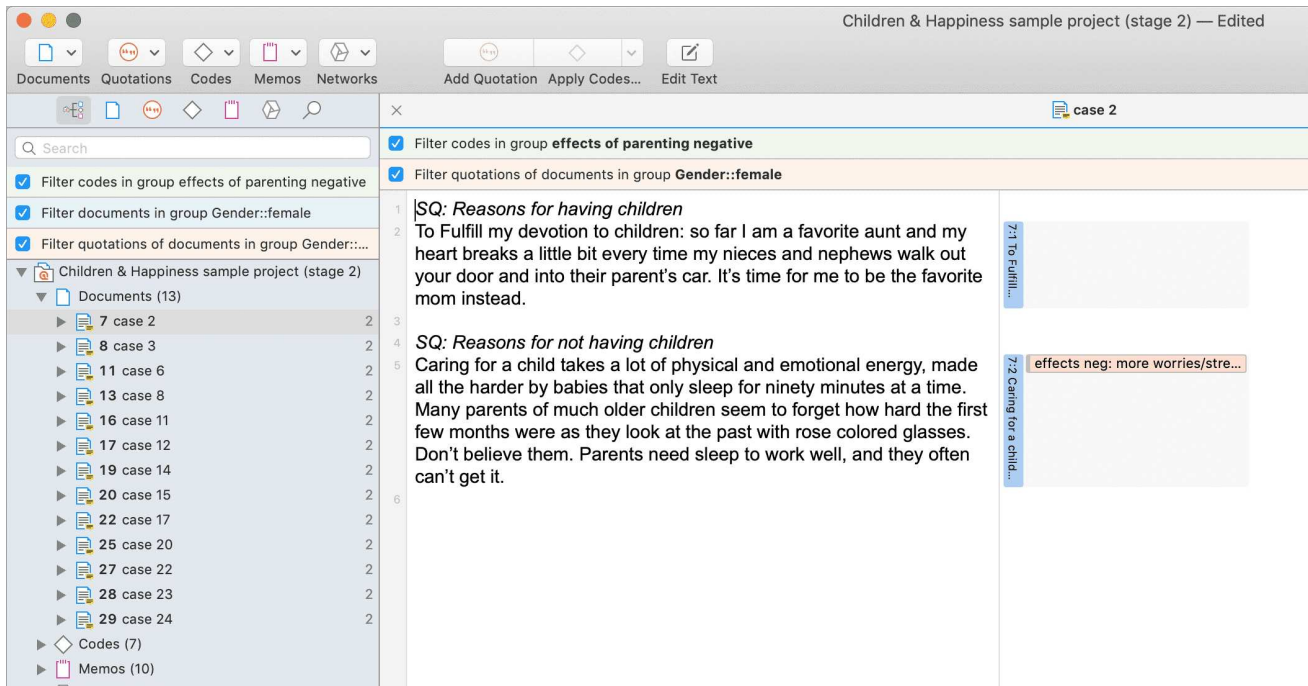 Children & Happiness sample project (stage 2) — Edited
Documents Quotations Codes Memos Networks Add Quotation Apply Codes... Edit Text
case 2
Search
Filter codes in group effects of parenting negative
Filter documents in group Gender::female
Filter quotations of documents in group Gender::...
Children & Happiness sample project (stage 2)
Documents (13)
7 case 2 2
8 case 3 2
11 case 6 2
13 case 8 2
16 case 11 2
17 case 12 2
19 case 14 2
20 case 15 2
22 case 17 2
25 case 20 2
27 case 22 2
28 case 23 2
29 case 24 2
Codes (7)
Memos (10)
Filter codes in group effects of parenting negative
Filter quotations of documents in group Gender::female
1 SQ: Reasons for having children
2 To Fulfill my devotion to children: so far I am a favorite aunt and my
heart breaks a little bit every time my nieces and nephews walk out
your door and into their parent's car. It's time for me to be the favorite
mom instead.
3
4 SQ: Reasons for not having children
5 Caring for a child takes a lot of physical and emotional energy, made
all the harder by babies that only sleep for ninety minutes at a time.
Many parents of much older children seem to forget how hard the first
few months were as they look at the past with rose colored glasses.
Don't believe them. Parents need sleep to work well, and they often
can't get it.
6
7:1 To Fulfill...
7:2 Caring for a child...
effects neg: more worries/stre...